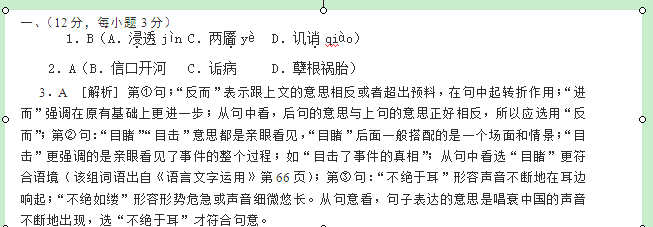 一、(12分，每小题3分)
1. B（A．浸透 jìn C．两靥 yè D．讥诮 qiào）
2. A（B．信口开河 C．诟病 D．孽根祸胎）
3. A [解析] 第①句：“反而”表示跟上文的意思相反或者超出预料，在句中起转折作用；“进
而”强调在原有基础上更进一步；从句中看，后句的意思与上句的意思正好相反，所以应选用“反
而”；第②句：“目睹”“目击”意思都是亲眼看见，“目睹”后面一般搭配的是一个场面和情景；“目
击”更强调的是亲眼看见了事件的整个过程；如“目击了事件的真相”；从句中看选“目睹”更符
合语境（该组词语出自《语言文字运用》第 66 页）；第③句：“不绝于耳”形容声音不断地在耳边
响起；“不绝如缕”形容形势危急或声音细微悠长。从句意看，句子表达的意思是唱衰中国的声音
不断地出现，选“不绝于耳”才符合句意。